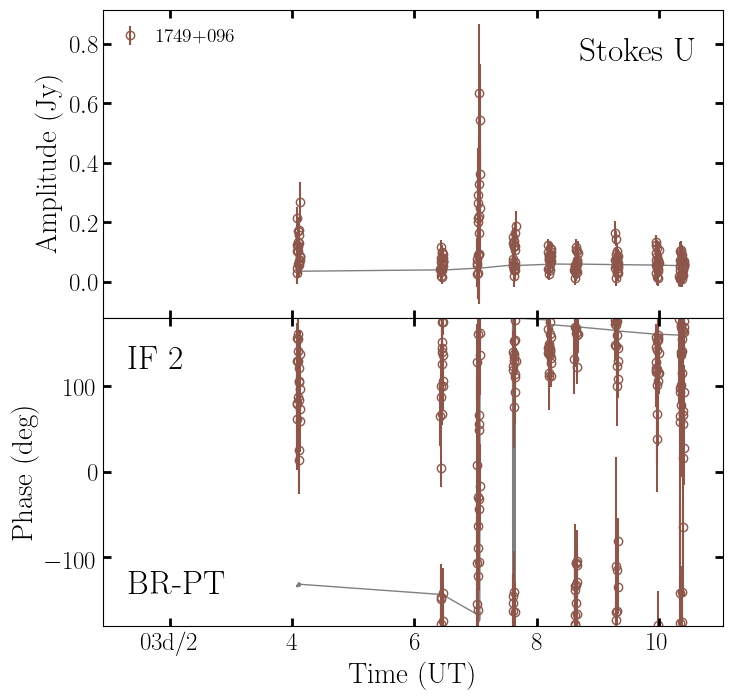 1749+096
Stokes U
0.8
0.6
0.4
0.2
0.0
Amplitude (Jy)
IF 2
100
0
−100
Phase (deg)
BR-PT
03d/2
4
6
8
10
Time (UT)